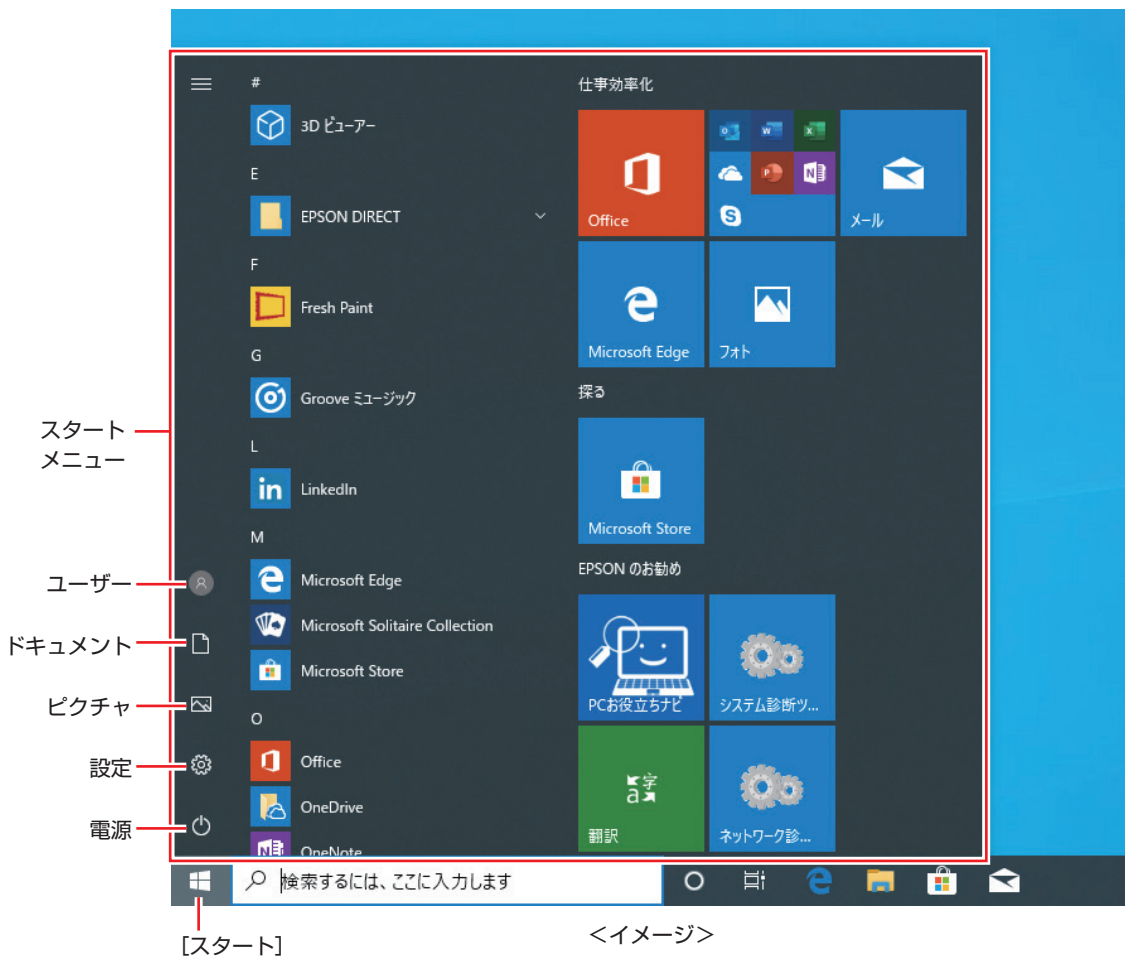 #
3D ビューアー
E
EPSON DIRECT
F
Fresh Paint
G
Groove ミュージック
L
LinkedIn
M
Microsoft Edge
Microsoft Solitaire Collection
Microsoft Store
O
Office
OneDrive
OneNote
仕事効率化
Office
メール
Microsoft Edge
フォト
探る
Microsoft Store
EPSON のお勧め
PCお役立ちナビ
システム診断ツ...
翻訳
ネットワーク診...
スタート
メニュー
ユーザー
ドキュメント
ピクチャ
設定
電源
検索するには、ここに入力します
[スタート]
＜イメージ＞